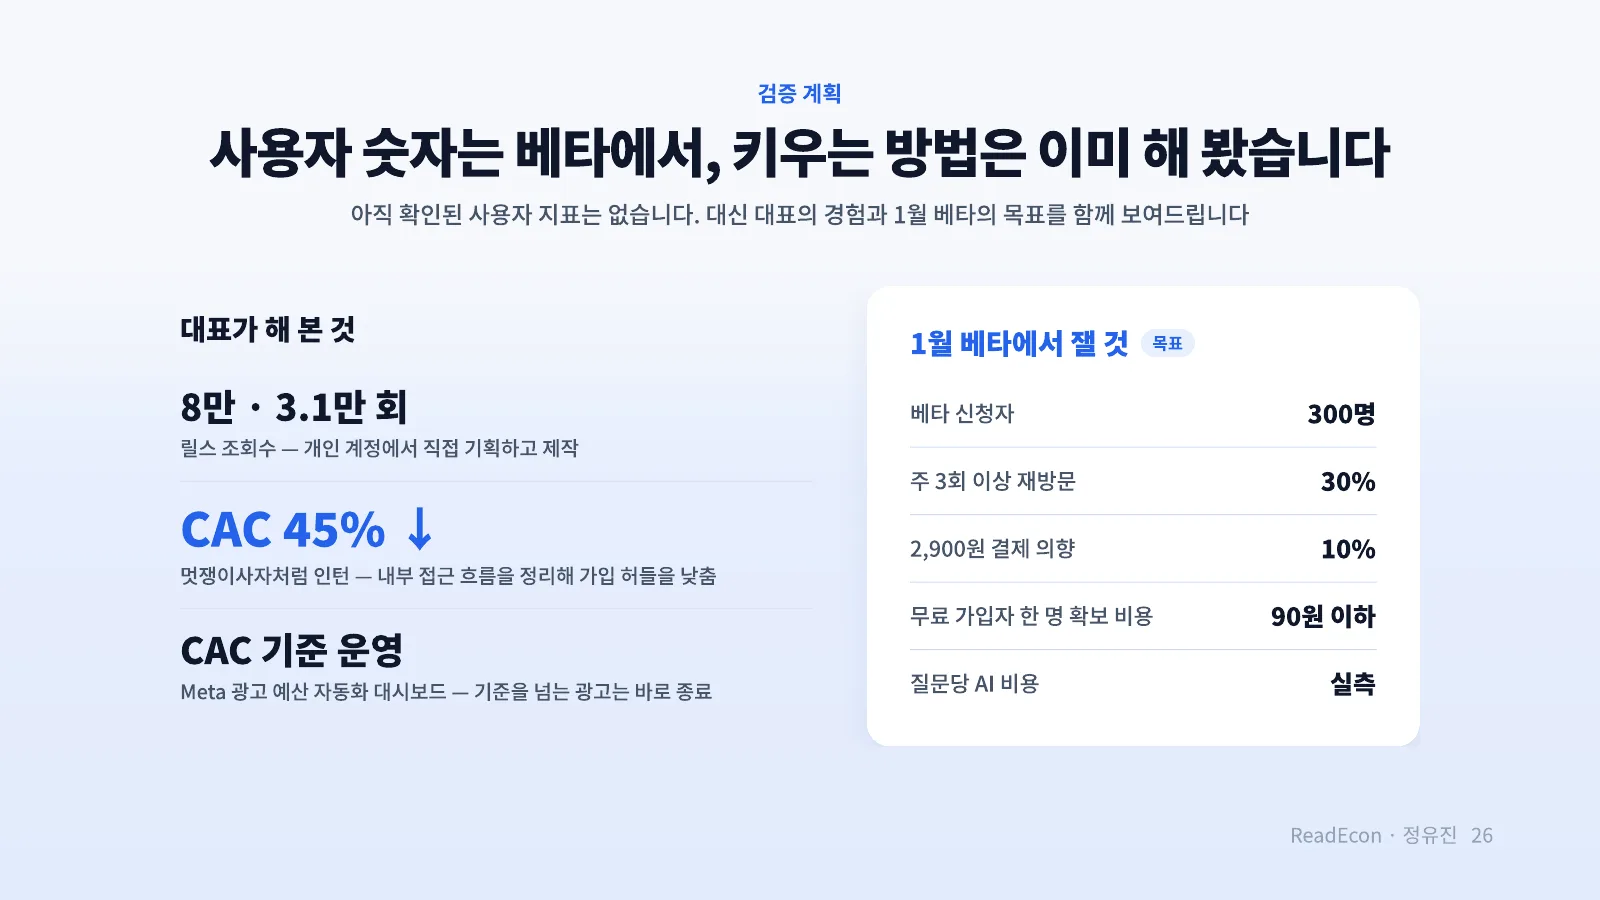 검증 계획
사용자 숫자는 베타에서, 키우는 방법은 이미 해 봤습니다
아직 확인된 사용자 지표는 없습니다. 대신 대표의 경험과 1월 베타의 목표를 함께 보여드립니다
대표가 해 본 것
8만 · 3.1만 회
릴스 조회수 — 개인 계정에서 직접 기획하고 제작
CAC 45% ↓
멋쟁이사자처럼 인턴 — 내부 접근 흐름을 정리해 가입 허들을 낮춤
CAC 기준 운영
Meta 광고 예산 자동화 대시보드 — 기준을 넘는 광고는 바로 종료
1월 베타에서 잴 것 목표
베타 신청자 300명
주 3회 이상 재방문 30%
2,900원 결제 의향 10%
무료 가입자 한 명 확보 비용 90원 이하
질문당 AI 비용 실측
ReadEcon · 정유진 26